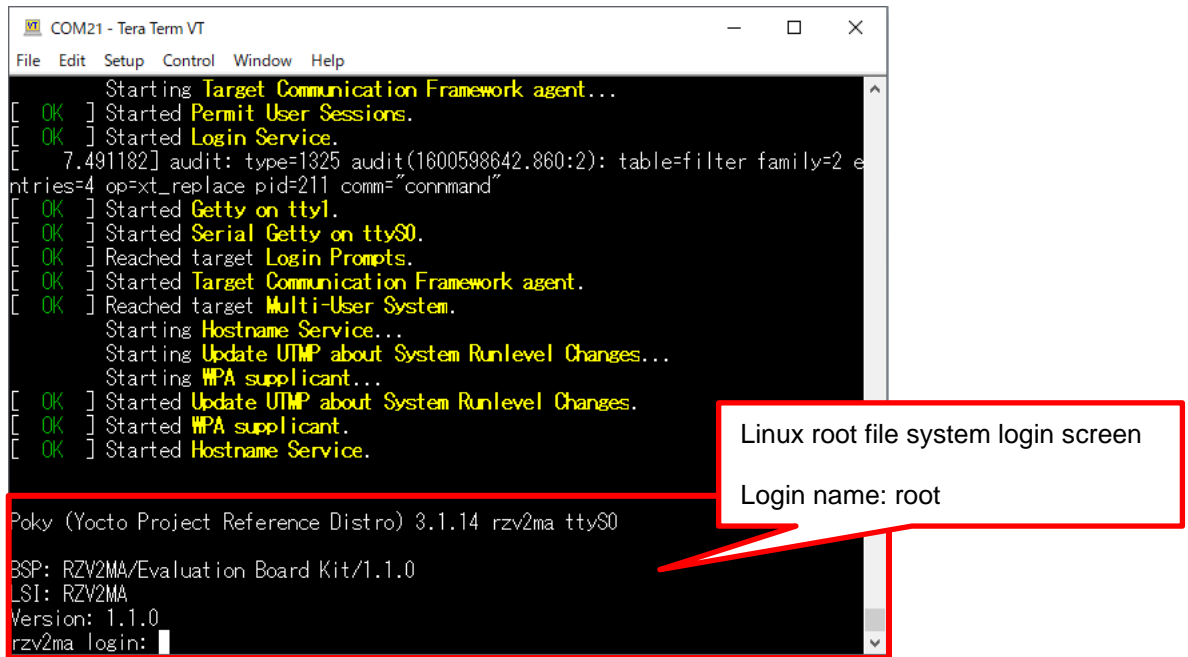 COM21 - Tera Term VT
File Edit Setup Control Window Help
Starting Target Communication Framework agent...
[ OK ] Started Permit User Sessions.
[ OK ] Started Login Service.
[ 7.491182] audit: type=1325 audit(1600598642.860:2): table=filter family=2 e
ntries=4 op=xt_replace pid=211 comm="connmand"
[ OK ] Started Getty on tty1.
[ OK ] Started Serial Getty on ttyS0.
[ OK ] Reached target Login Prompts.
[ OK ] Started Target Communication Framework agent.
[ OK ] Reached target Multi-User System.
Starting Hostname Service...
Starting Update UTMP about System Runlevel Changes...
Starting WPA supplicant...
[ OK ] Started Update UTMP about System Runlevel Changes.
[ OK ] Started WPA supplicant.
[ OK ] Started Hostname Service.
Linux root file system login screen
Login name: root
Poky (Yocto Project Reference Distro) 3.1.14 rzv2ma ttyS0
BSP: RZV2MA/Evaluation Board Kit/1.1.0
LSI: RZV2MA
Version: 1.1.0
rzv2ma login: